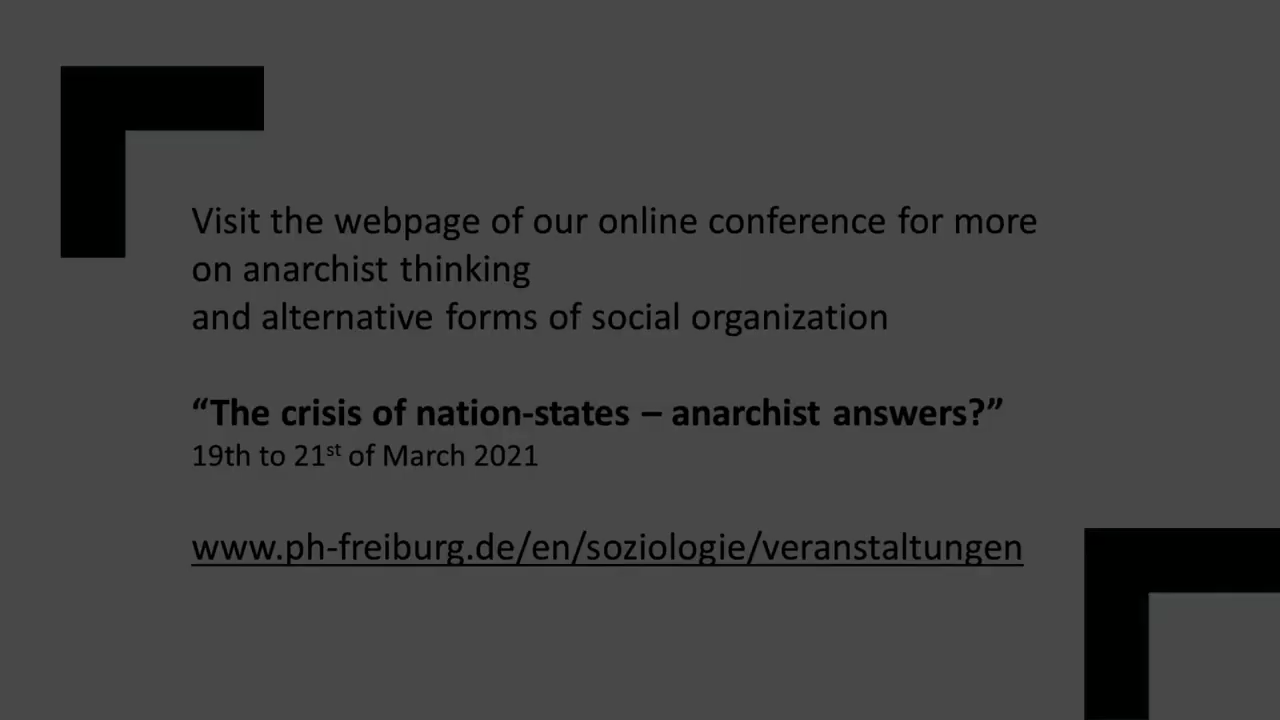 Visit the webpage of our online conference for more
on anarchist thinking
and alternative forms of social organization
“The crisis of nation-states – anarchist answers?”
19th to 21st of March 2021
www.ph-freiburg.de/en/soziologie/veranstaltungen